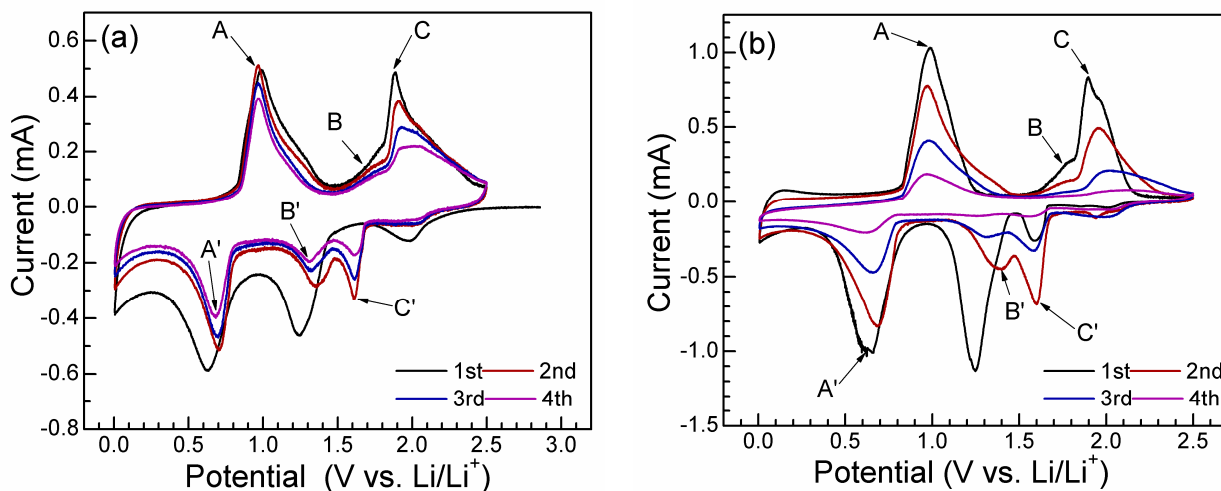 (a)
A
C
B
B'
A'
C'
1st 2nd
3rd 4th
0.6
0.4
0.2
0.0
-0.2
-0.4
-0.6
-0.8
0.0 0.5 1.0 1.5 2.0 2.5 3.0
Current (mA)
Potential (V vs. Li/Li⁺)
(b)
A
C
B
B'
C'
A'
1st 2nd
3rd 4th
1.0
0.5
0.0
-0.5
-1.0
-1.5
0.0 0.5 1.0 1.5 2.0 2.5
Current (mA)
Potential (V vs. Li/Li⁺)